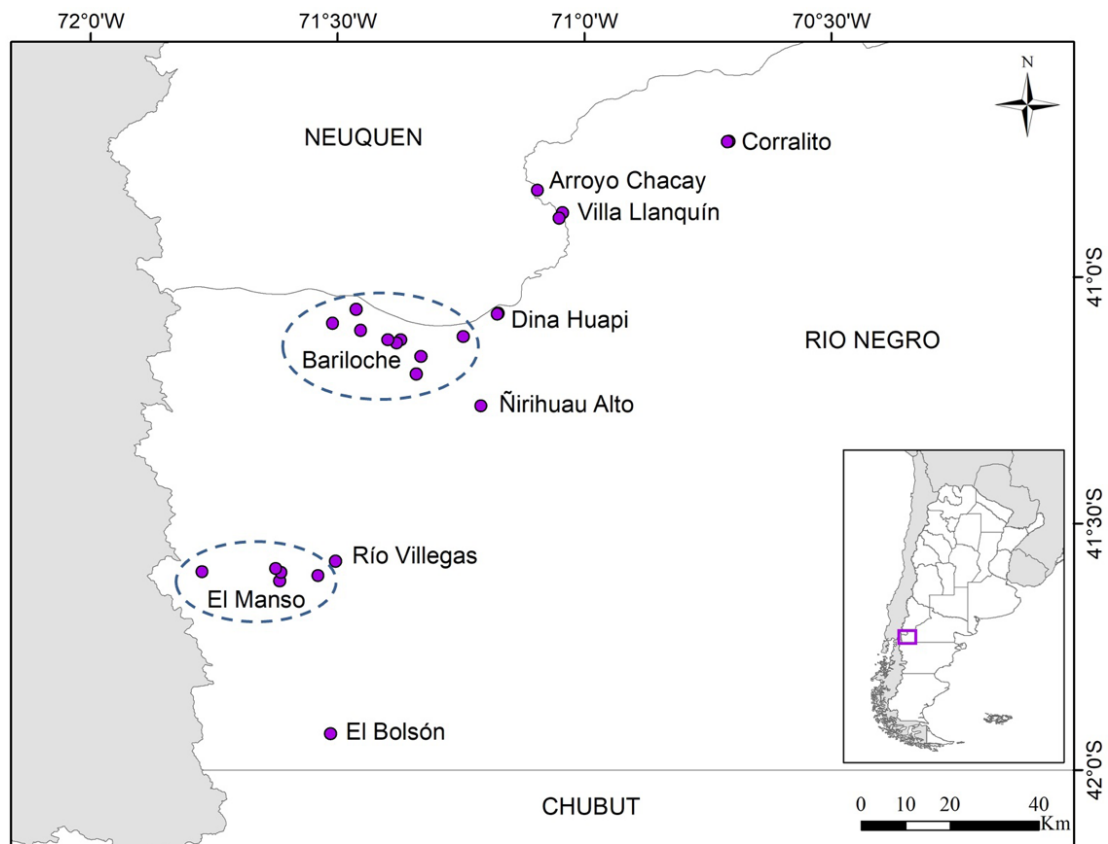 72°0'W
71°30'W
71°0'W
70°30'W
N
NEUQUEN
Corralito
Arroyo Chacay
Villa Llanquín
41°0'S
Dina Huapi
RIO NEGRO
Bariloche
Ñirihuau Alto
41°30'S
Río Villegas
El Manso
El Bolsón
42°0'S
CHUBUT
0 10 20 40
Km